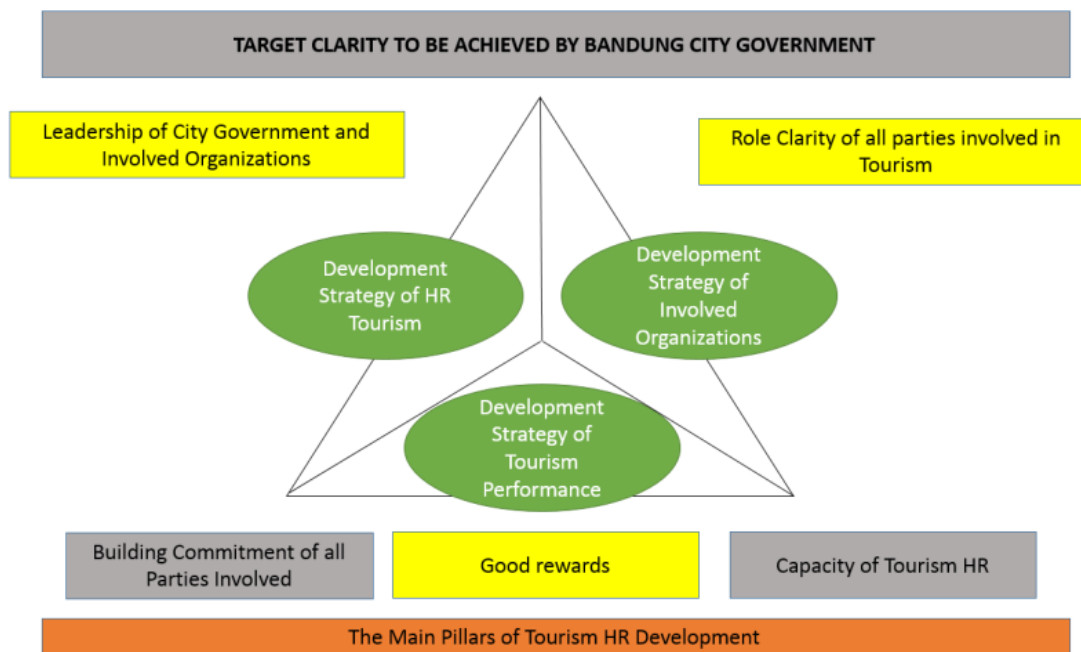 TARGET CLARITY TO BE ACHIEVED BY BANDUNG CITY GOVERNMENT
Leadership of City Government and
Involved Organizations
Role Clarity of all parties involved in
Tourism
Development
Strategy of HR
Tourism
Development
Strategy of
Involved
Organizations
Development
Strategy of
Tourism
Performance
Building Commitment of all
Parties Involved
Good rewards
Capacity of Tourism HR
The Main Pillars of Tourism HR Development